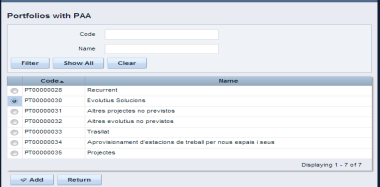 Portfolios with PAA
Code
Name
Filter Show All Clear
Code Name
PT00000028 Recurrent
PT00000030 Evolutius Solucions
PT00000031 Altres projectes no previstos
PT00000032 Altres evolutius no previstos
PT00000033 Trasllat
PT00000034 Aprovisionament d'estacions de treball per nous espais i seus
PT00000035 Projectes
Displaying 1 - 7 of 7
Add Return